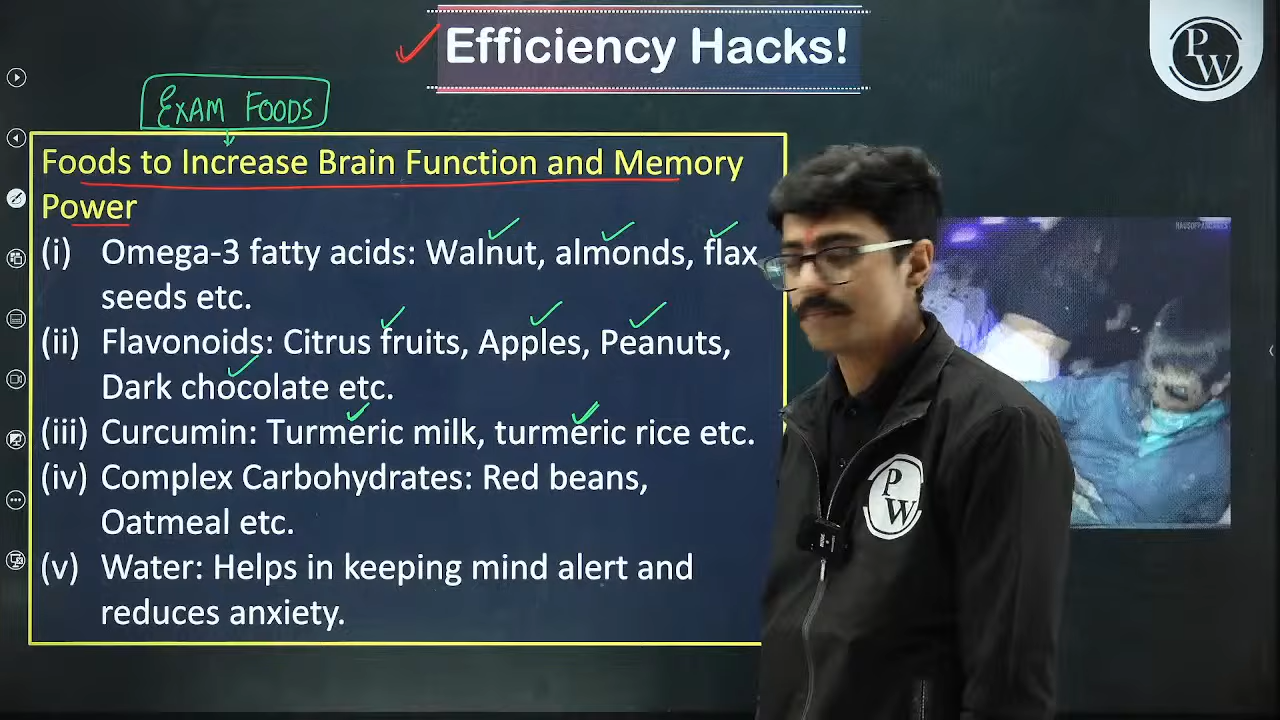 Efficiency Hacks!
PW
EXAM FOODS
Foods to Increase Brain Function and Memory
Power
(i) Omega-3 fatty acids: Walnut, almonds, flax
seeds etc.
(ii) Flavonoids: Citrus fruits, Apples, Peanuts,
Dark chocolate etc.
(iii) Curcumin: Turmeric milk, turmeric rice etc.
(iv) Complex Carbohydrates: Red beans,
Oatmeal etc.
(v) Water: Helps in keeping mind alert and
reduces anxiety.
PW